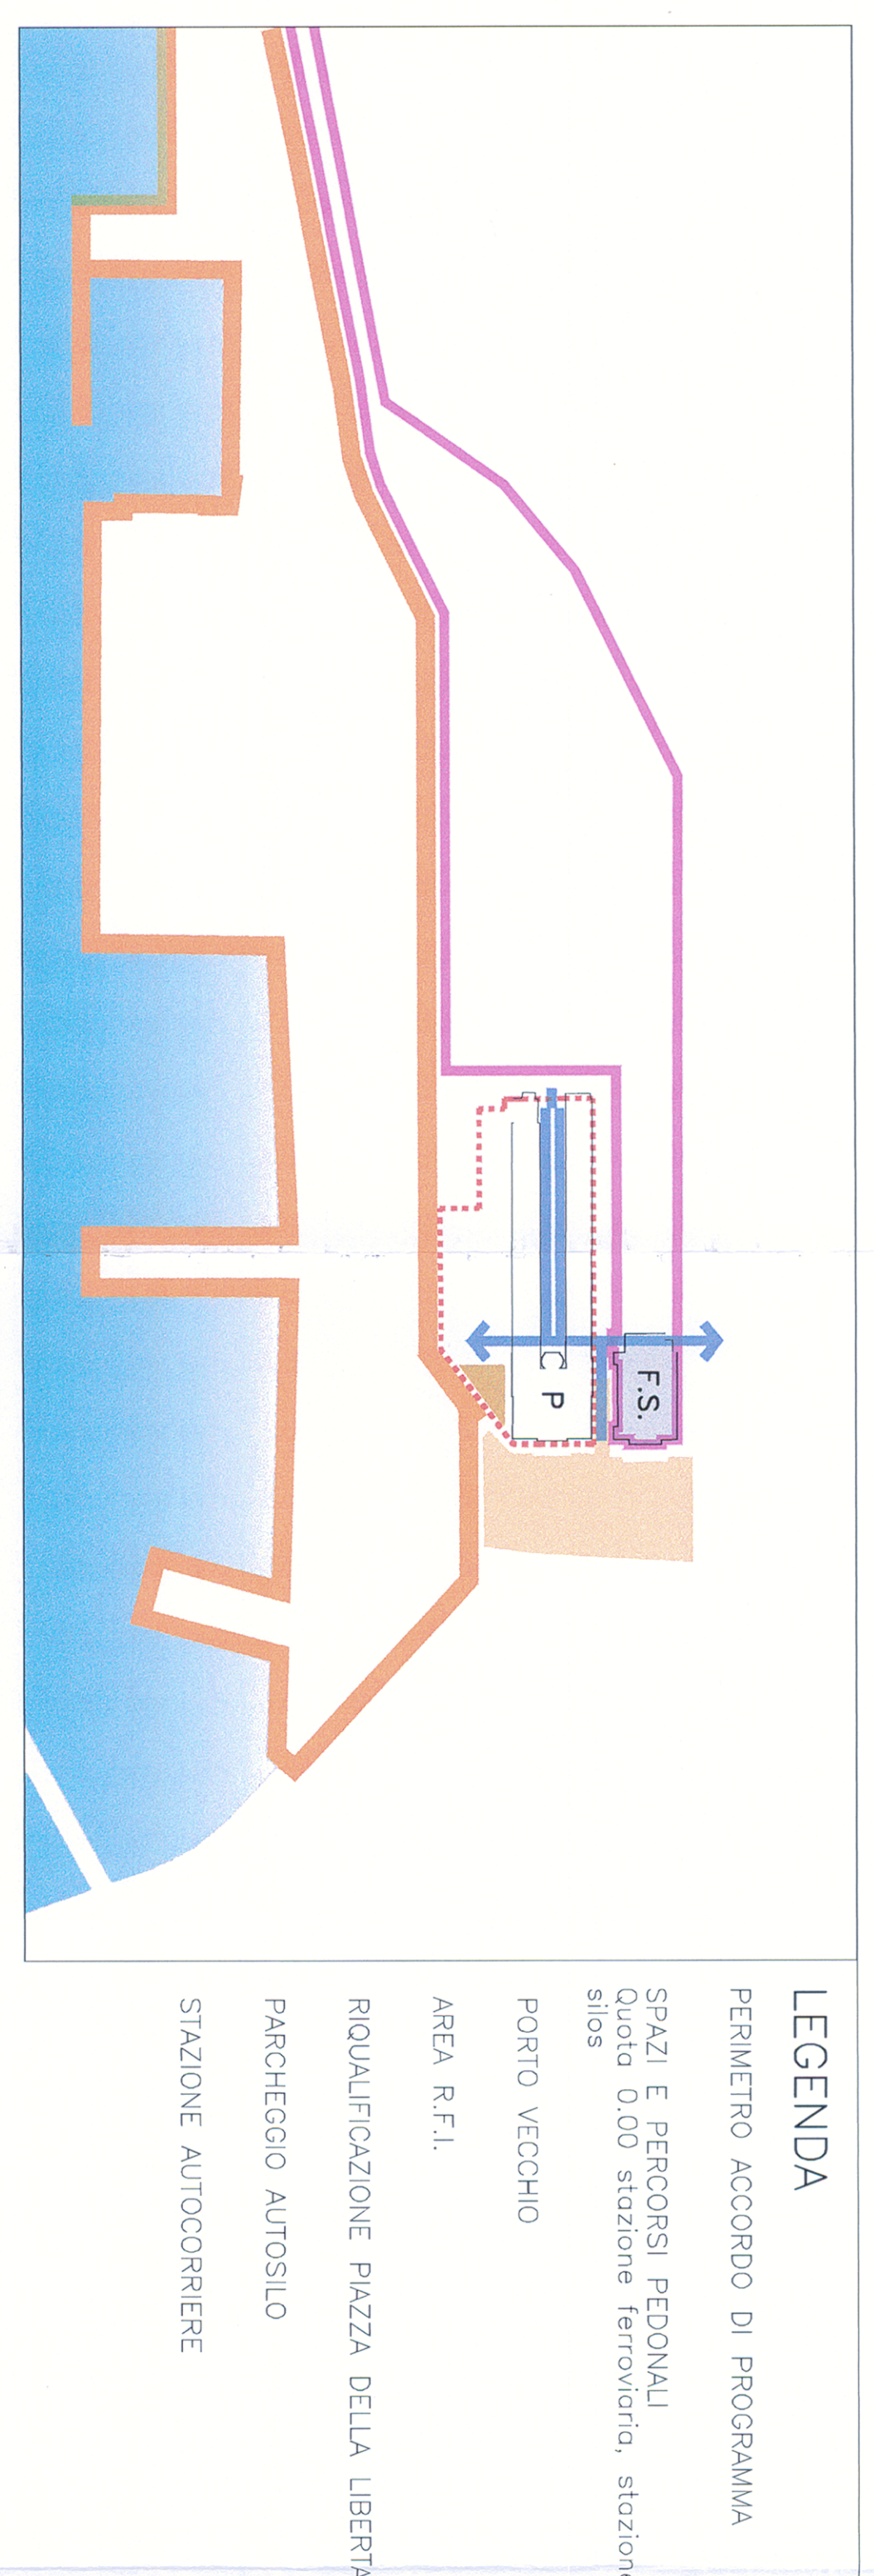 F.S.
C
P
LEGENDA
PERIMETRO ACCORDO DI PROGRAMMA
SPAZI E PERCORSI PEDONALI
Quota 0.00 stazione ferroviaria, stazione
silos
PORTO VECCHIO
AREA R.F.I.
RIQUALIFICAZIONE PIAZZA DELLA LIBERTA
PARCHEGGIO AUTOSILO
STAZIONE AUTOCORRIERE